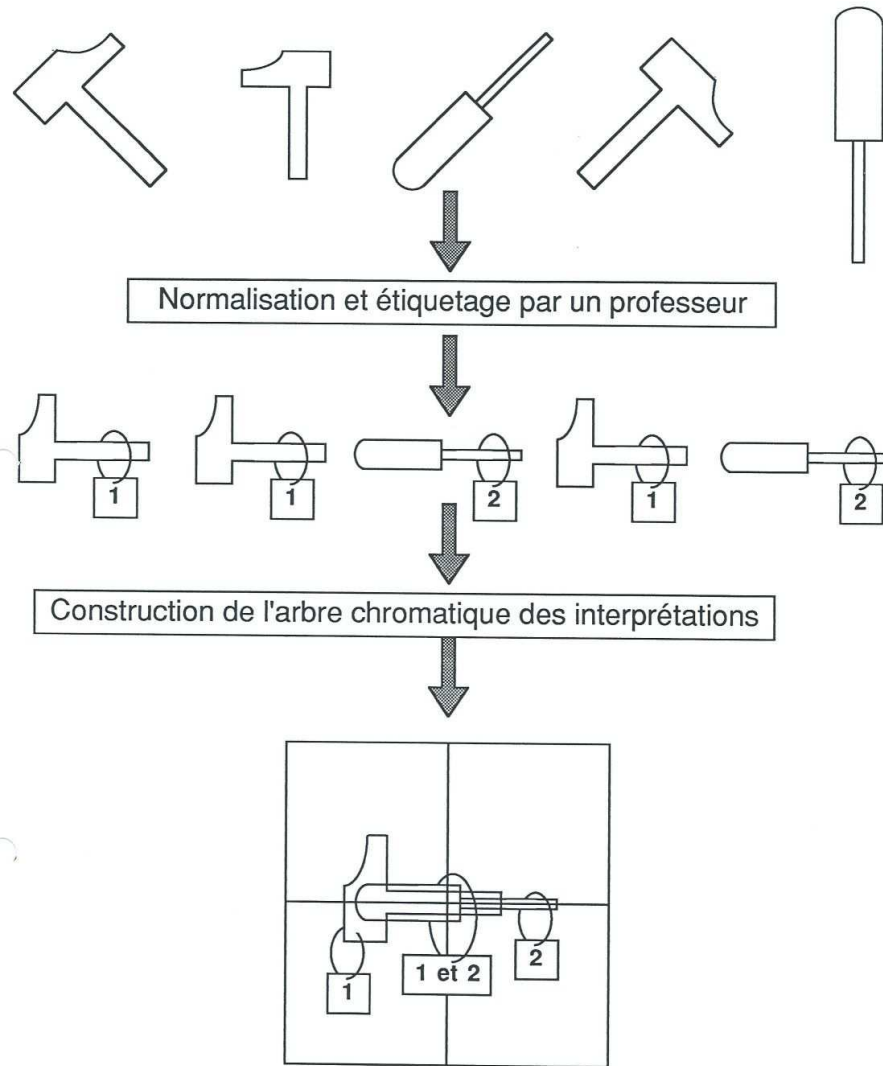 Normalisation et étiquetage par un professeur
1 1 2 1 2
Construction de l'arbre chromatique des interprétations
1 et 2 2
1